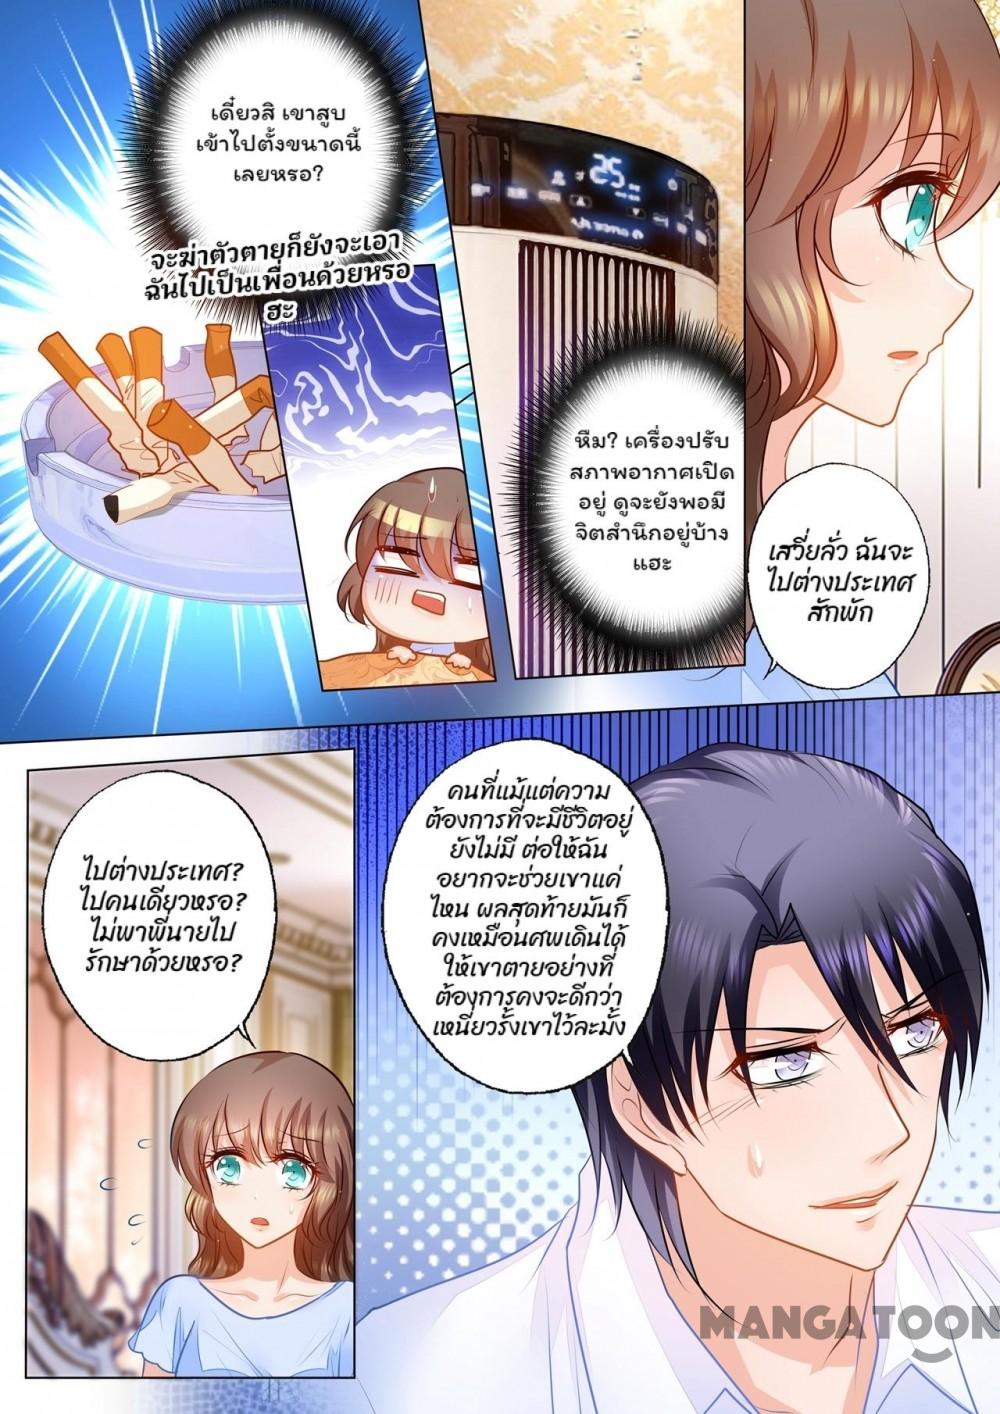 เดี๋ยวสิ เขาสูบ
เข้าไปตั้งขนาดนี้
เลยหรอ?
จะฆ่าตัวตายก็ยังจะเอา
ฉันไปเป็นเพื่อนด้วยหรอ
ฮะ
25
หืม? เครื่องปรับ
สภาพอากาศเปิด
อยู่ ดูจะยังพอมี
จิตสำนึกอยู่บ้าง
แฮะ
เสวี่ยลั่ว ฉันจะ
ไปต่างประเทศ
สักพัก
ไปต่างประเทศ?
ไปคนเดียวหรอ?
ไม่พาพี่นายไป
รักษาด้วยหรอ?
คนที่แม้แต่ความ
ต้องการที่จะมีชีวิตอยู่
ยังไม่มี ต่อให้ฉัน
อยากจะช่วยเขาแค่
ไหน ผลสุดท้ายมันก็
คงเหมือนศพเดินได้
ให้เขาตายอย่างที่
ต้องการคงจะดีกว่า
เหนี่ยวรั้งเขาไว้ละมั้ง
MANGATOON